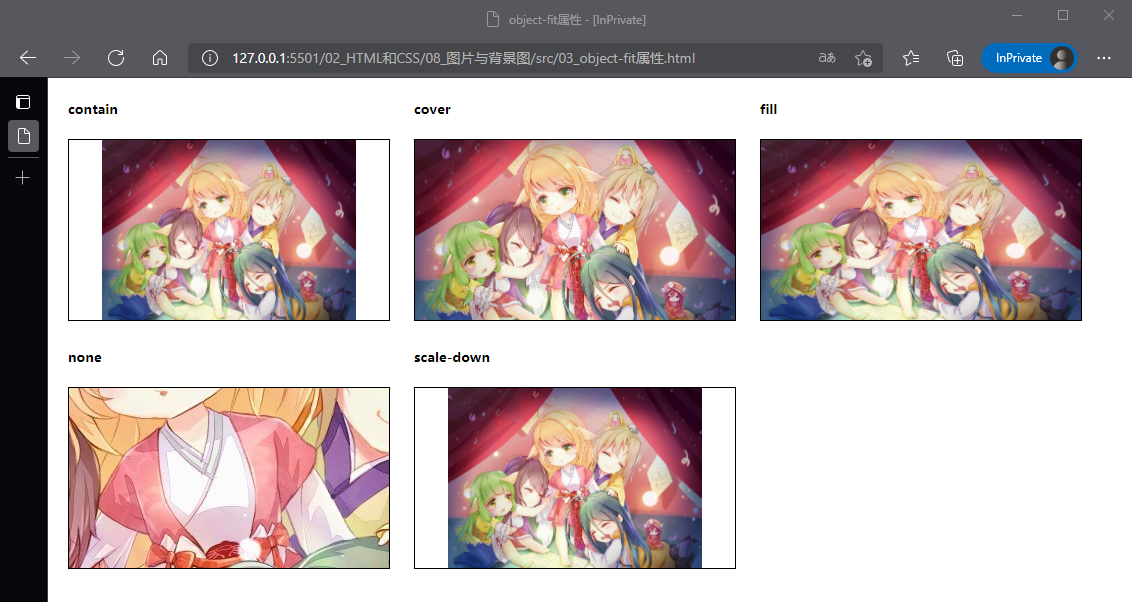 object-fit属性 - [InPrivate]
127.0.0.1:5501/02_HTML和CSS/08_图片与背景图/src/03_object-fit属性.html
aあ
InPrivate
contain
cover
fill
none
scale-down